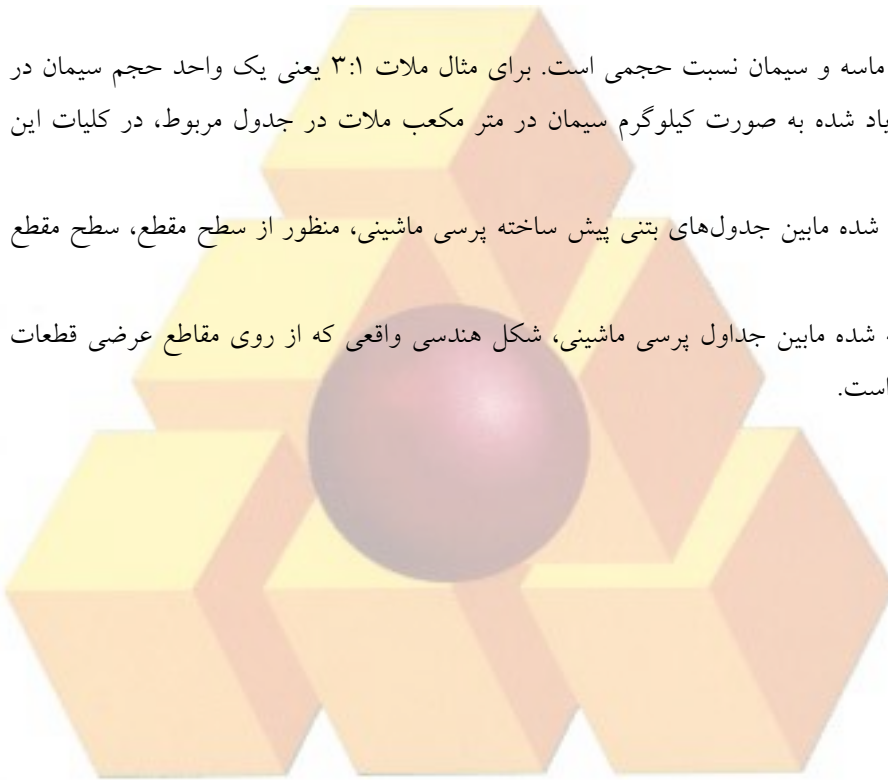 ماسه و سیمان نسبت حجمی است. برای مثال ملات ۳:۱ یعنی یک واحد حجم سیمان در
یاد شده به صورت کیلوگرم سیمان در متر مکعب ملات در جدول مربوط، در کلیات این
شده مابین جدول‌های بتنی پیش ساخته پرسی ماشینی، منظور از سطح مقطع، سطح مقطع
شده مابین جداول پرسی ماشینی، شکل هندسی واقعی که از روی مقاطع عرضی قطعات
است.